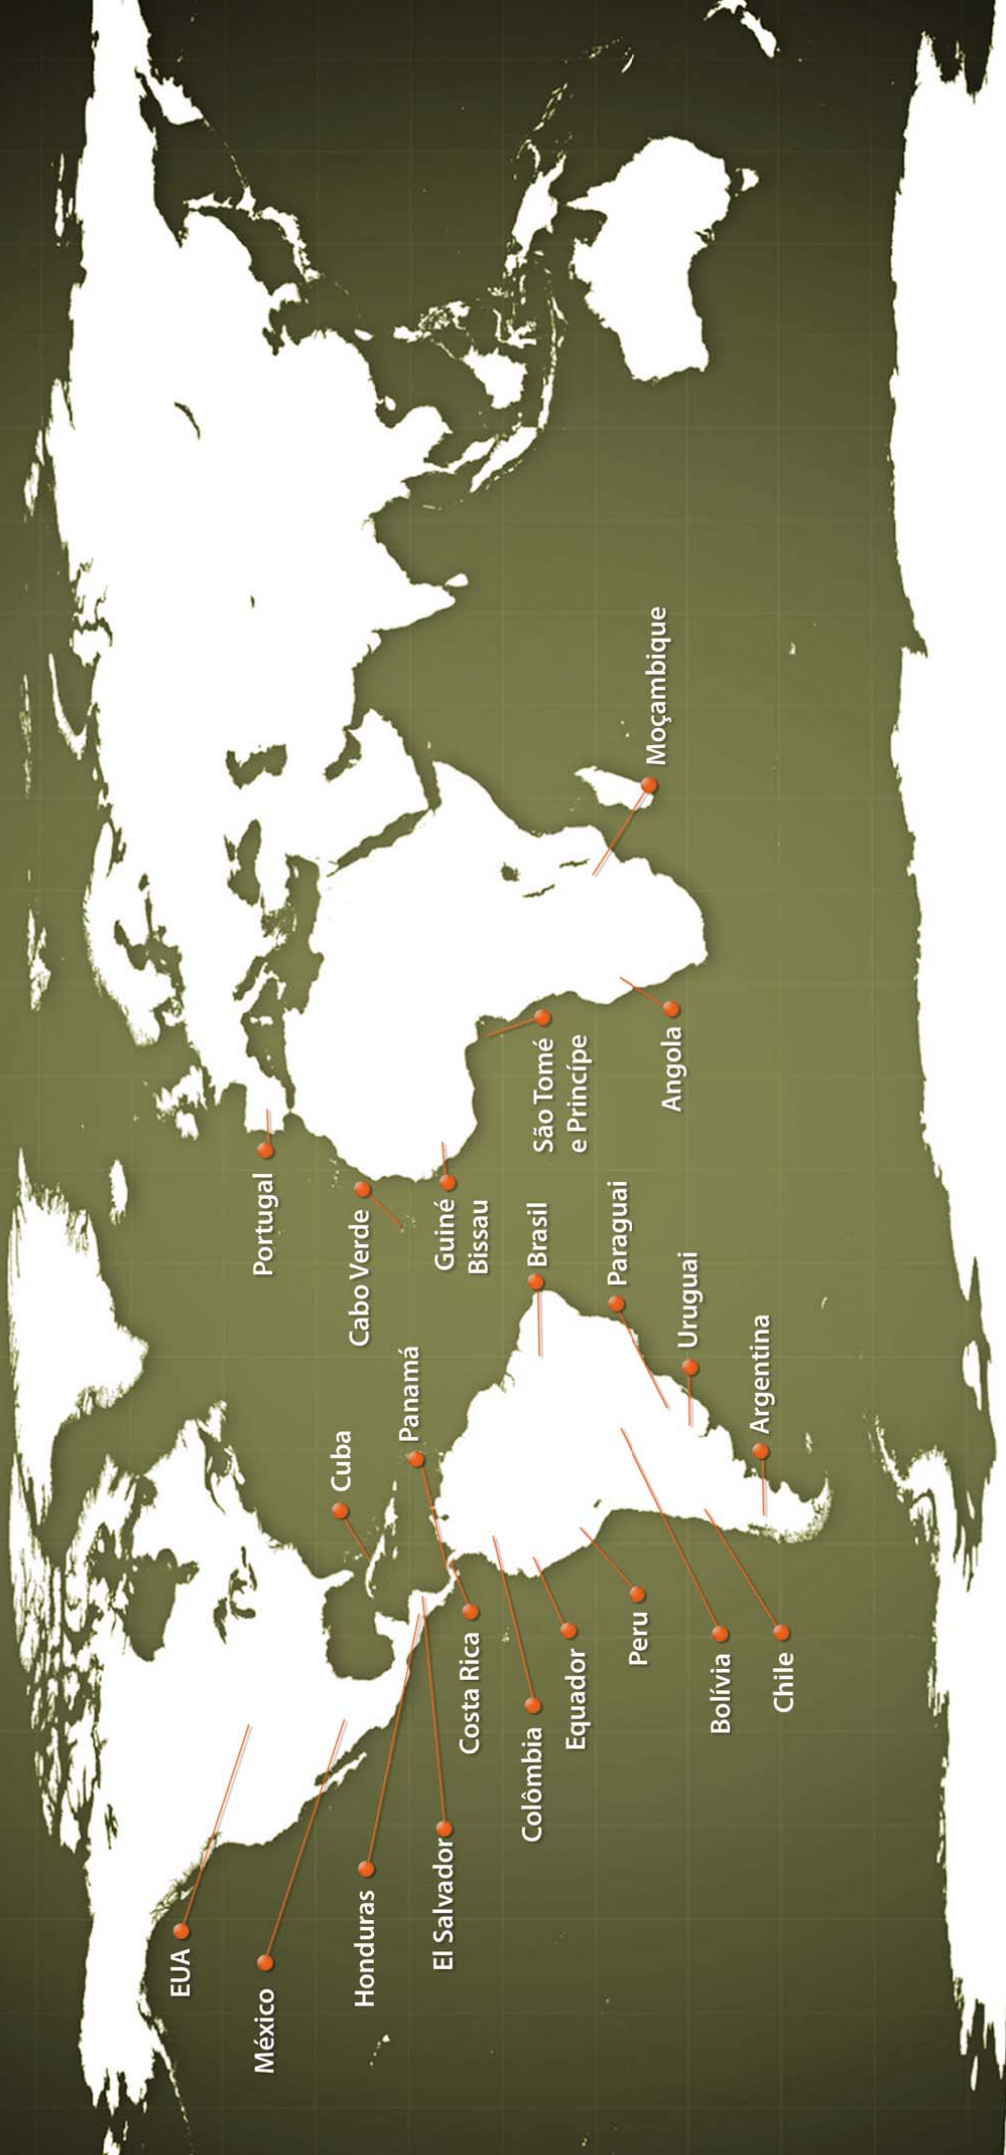 EUA
México
Honduras
El Salvador
Costa Rica
Colômbia
Equador
Peru
Bolívia
Chile
Cuba
Panamá
Brasil
Paraguai
Uruguai
Argentina
Portugal
Cabo Verde
Guiné
Bissau
São Tomé
e Princípe
Angola
Moçambique